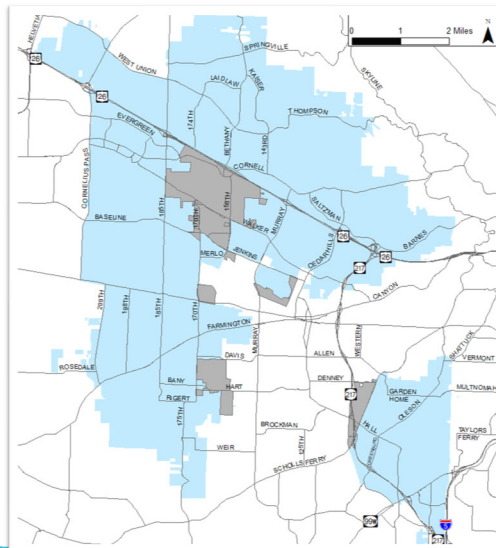 N
0 1 2 Miles
HELVETIA
26
WEST UNION
SPRINGVILLE
KAISER
LAIDLAW
SKYLINE
26
174TH
BETHANY
143RD
THOMPSON
EVERGREEN
CORNELL
CORNELIUS PASS
185TH
170TH
158TH
MURRAY
SALTZMAN
BASELINE
WALKER
CEDAR HILLS
26
BARNES
MERLO
JENKINS
217
26
CANYON
209TH
198TH
185TH
170TH
FARMINGTON
MURRAY
WESTERN
SHATTUCK
ROSEDALE
DAVIS
ALLEN
VERMONT
BANY
HART
DENNEY
GARDEN HOME
MULTNOMAH
RIGERT
217
OLESON
175TH
BROCKMAN
125TH
HALL
TAYLORS FERRY
WEIR
SCHOLLS FERRY
99W
5
217